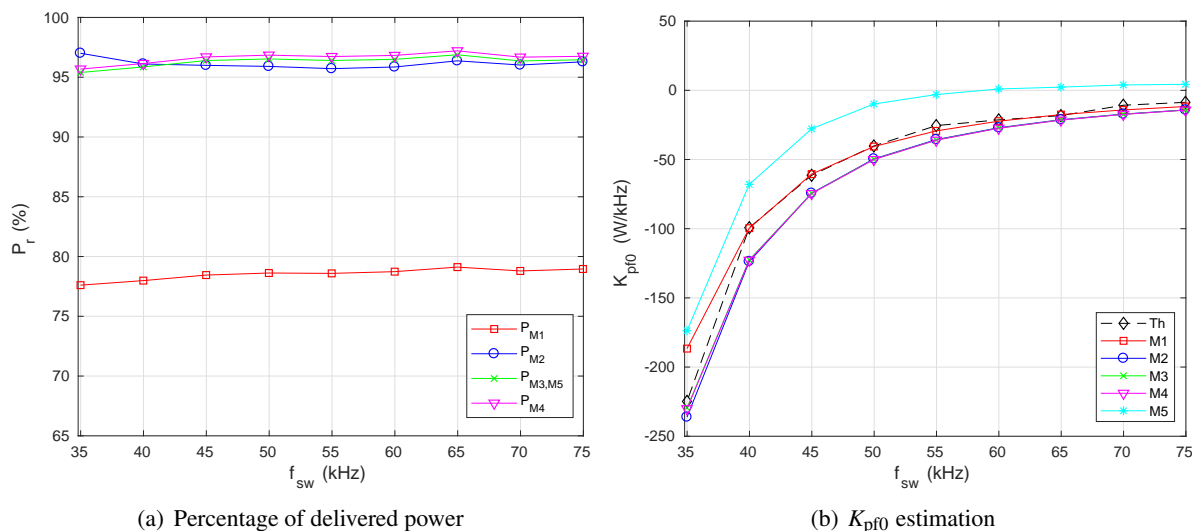 100
95
90
85
80
75
70
65
P_r (%)
35 40 45 50 55 60 65 70 75
f_sw (kHz)
P_M1
P_M2
P_M3,M5
P_M4
(a) Percentage of delivered power
50
0
-50
-100
-150
-200
-250
K_pf0 (W/kHz)
35 40 45 50 55 60 65 70 75
f_sw (kHz)
Th
M1
M2
M3
M4
M5
(b) K_pf0 estimation